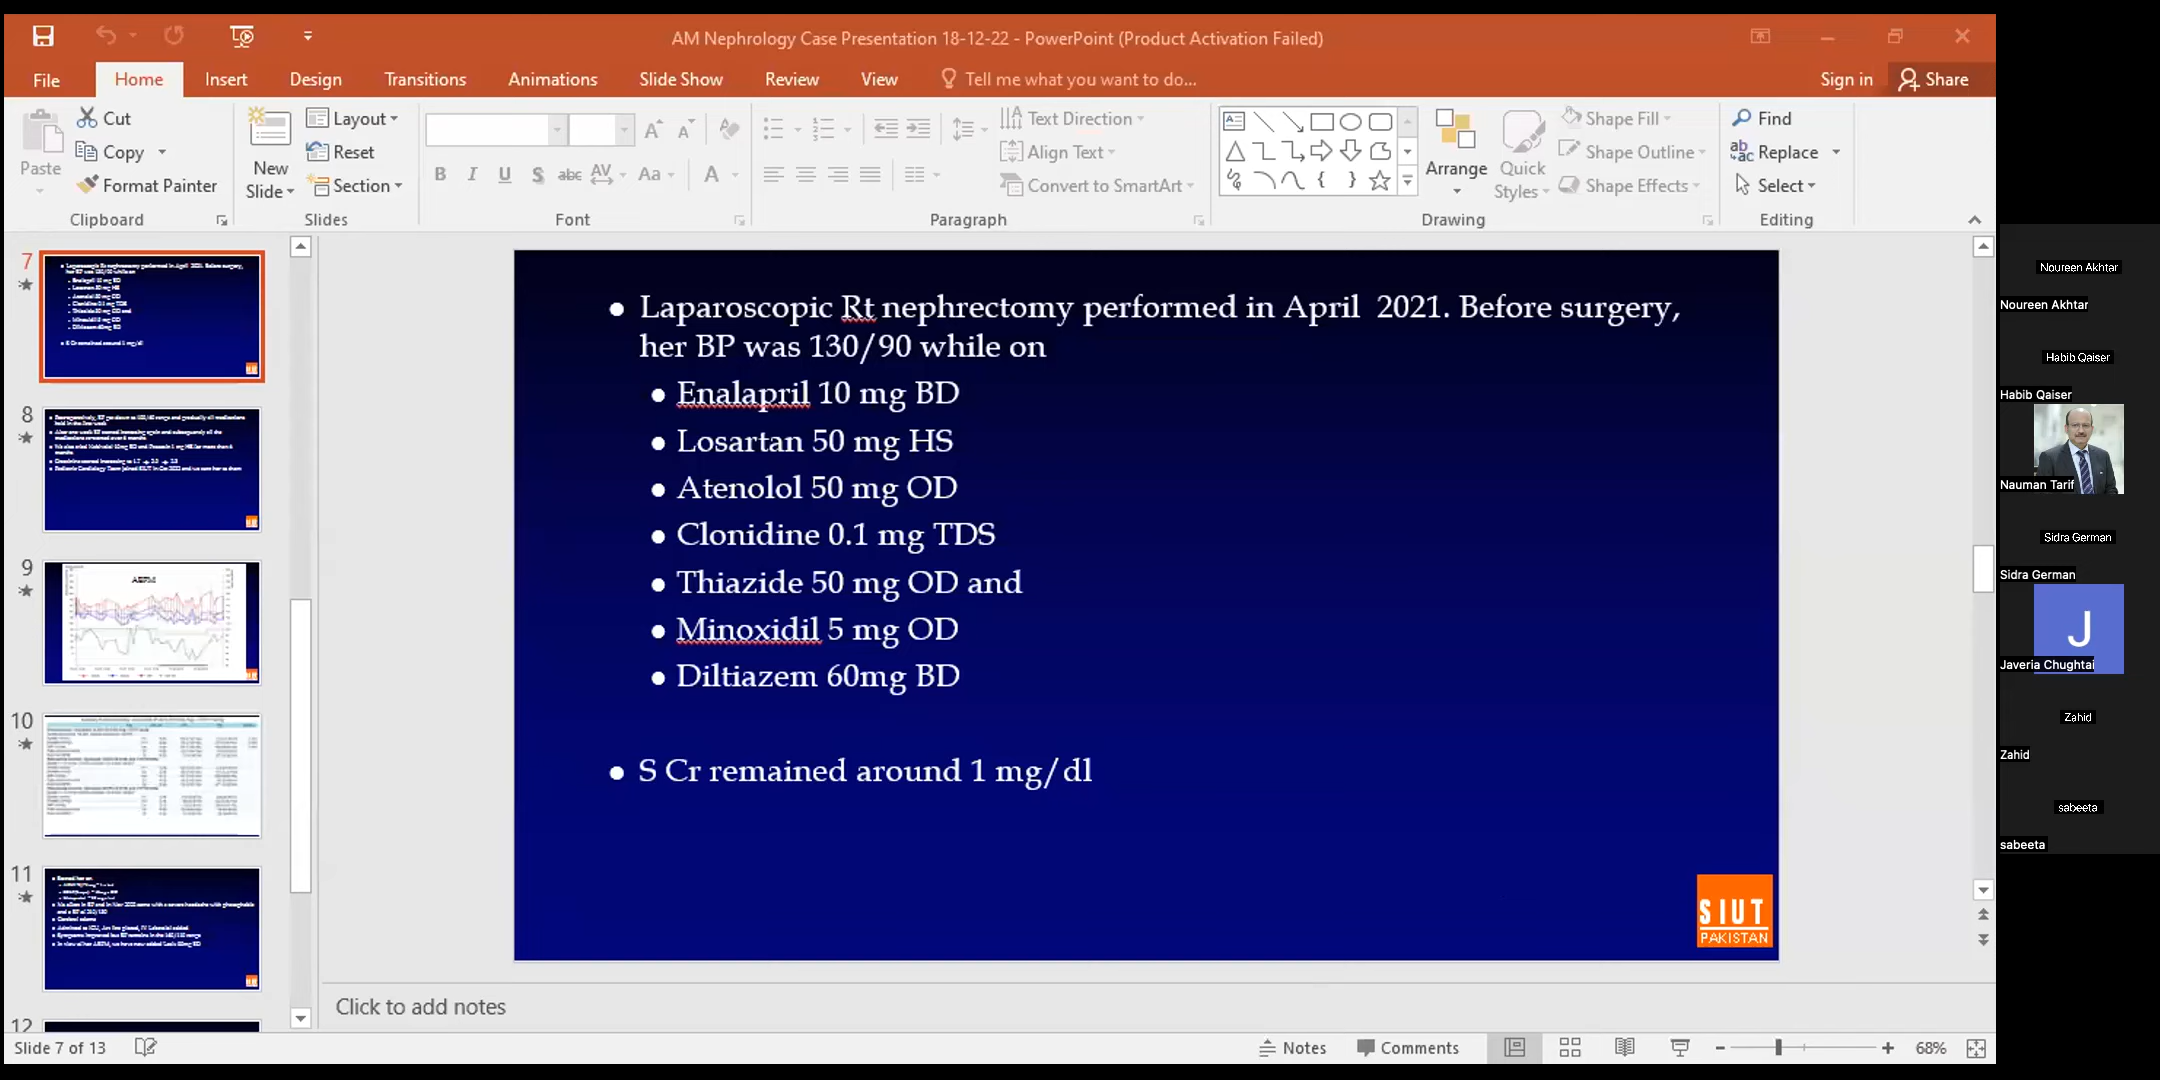 AM Nephrology Case Presentation 18-12-22 - PowerPoint (Product Activation Failed)
File Home Insert Design Transitions Animations Slide Show Review View Tell me what you want to do... Sign in Share
Paste
Cut
Copy
Format Painter
Clipboard
New
Slide
Layout
Reset
Section
Slides
B I U S abc AV Aa A
Font
Text Direction
Align Text
Convert to SmartArt
Paragraph
Arrange
Quick
Styles
Shape Fill
Shape Outline
Shape Effects
Drawing
Find
Replace
Select
Editing
7
8
9
ABPM
10
11
12
• Laparoscopic Rt nephrectomy performed in April 2021. Before surgery,
her BP was 130/90 while on
• Enalapril 10 mg BD
• Losartan 50 mg HS
• Atenolol 50 mg OD
• Clonidine 0.1 mg TDS
• Thiazide 50 mg OD and
• Minoxidil 5 mg OD
• Diltiazem 60mg BD
• S Cr remained around 1 mg/dl
SIUT
PAKISTAN
Click to add notes
Slide 7 of 13
Notes Comments 68%
Noureen Akhtar
Noureen Akhtar
Habib Qaiser
Habib Qaiser
Nauman Tarif
Sidra German
Sidra German
J
Javeria Chughtai
Zahid
Zahid
sabeeta
sabeeta